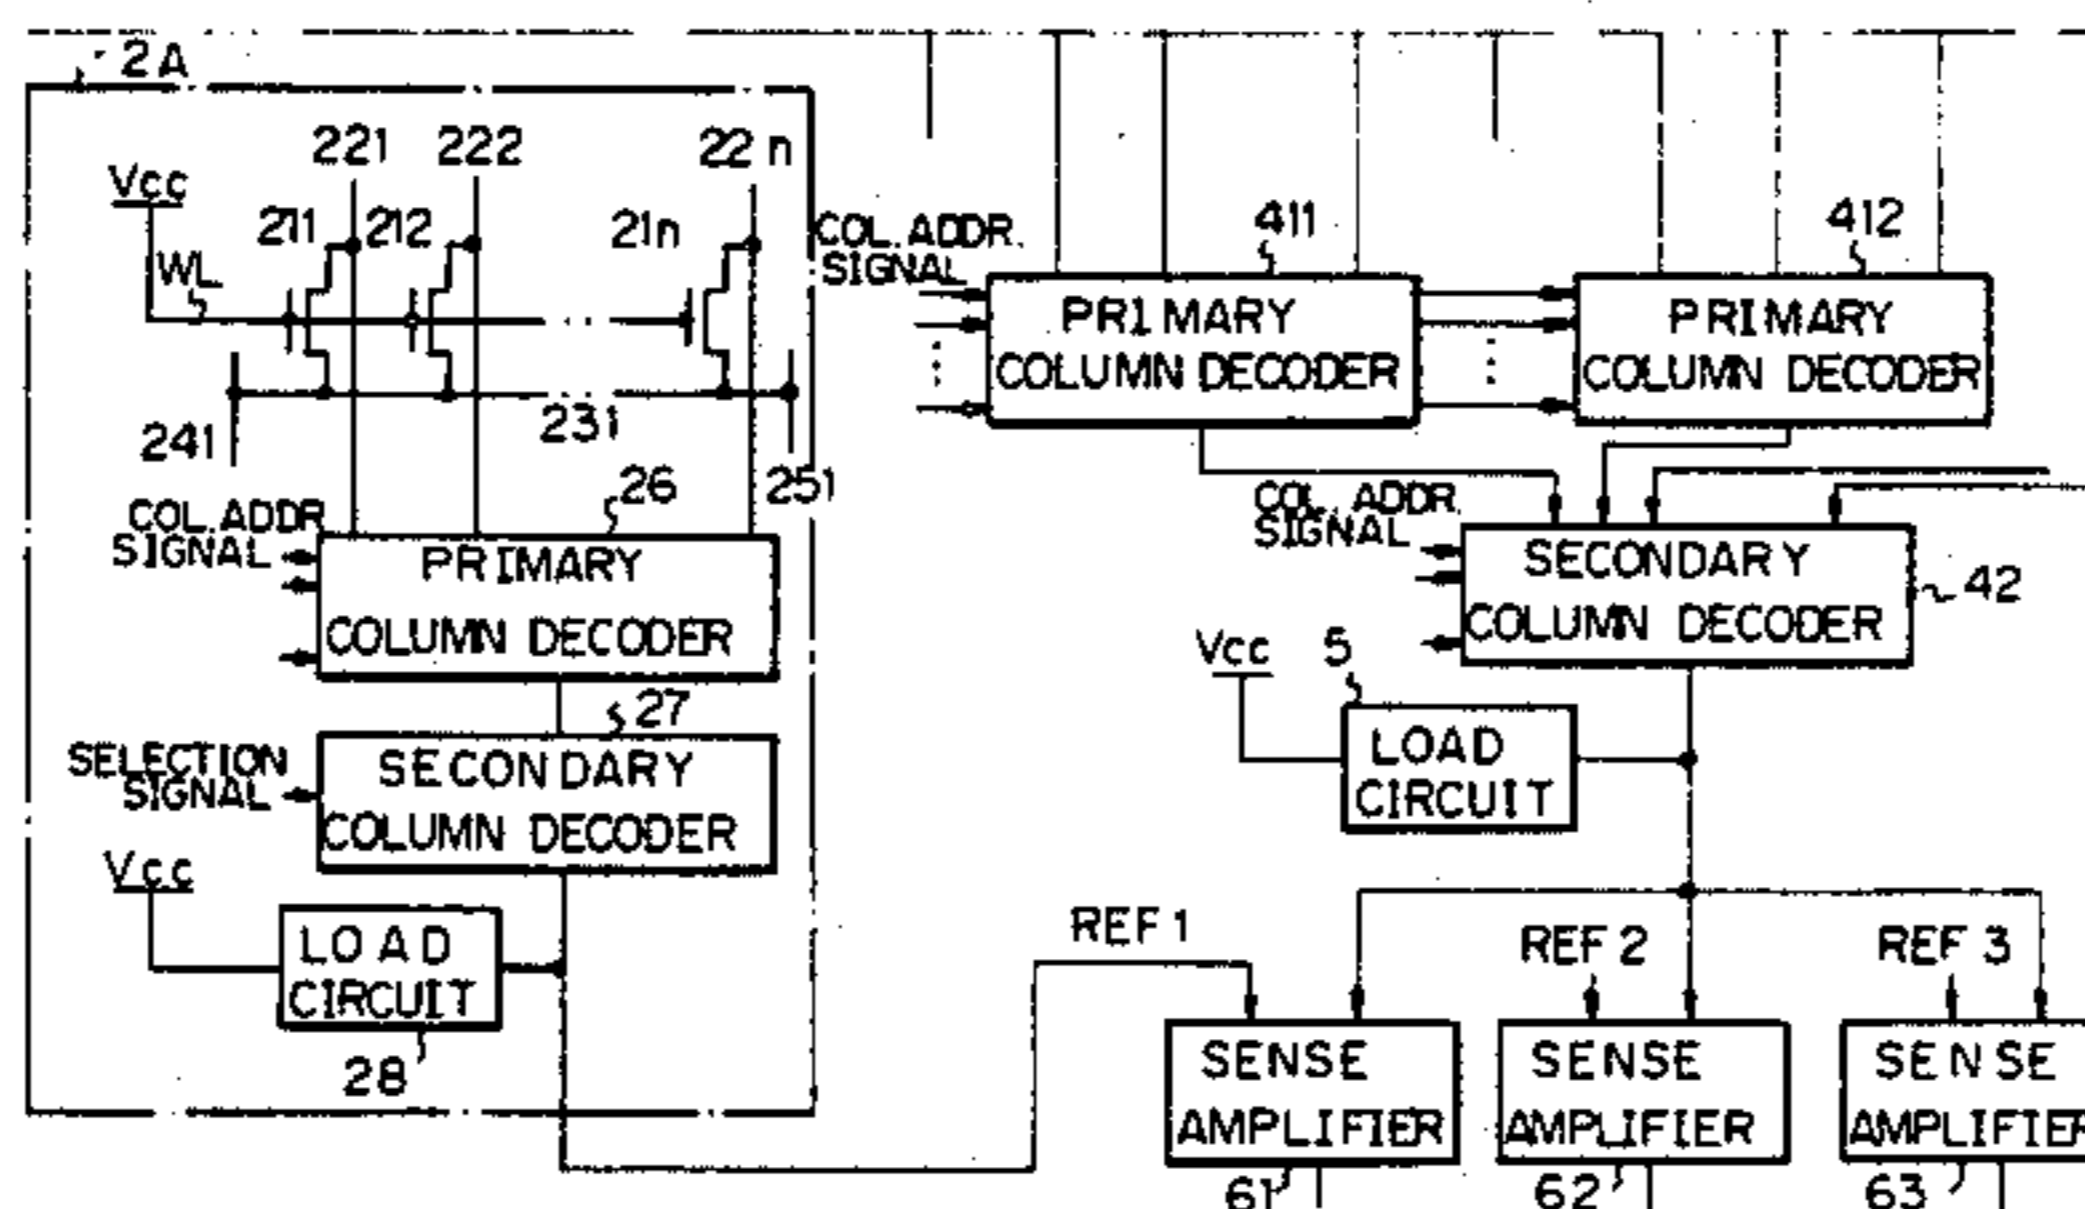 2A
221 222 22n
Vcc
211 212 21n
WL
241 231 251
COL. ADDR
SIGNAL
26
PRIMARY
COLUMN DECODER
27
SELECTION
SIGNAL
SECONDARY
COLUMN DECODER
Vcc
LOAD
CIRCUIT
28
COL. ADDR.
SIGNAL
411
PRIMARY
COLUMN DECODER
412
PRIMARY
COLUMN DECODER
COL. ADDR.
SIGNAL
SECONDARY
COLUMN DECODER
42
Vcc
5
LOAD
CIRCUIT
REF 1
REF 2
REF 3
SENSE
AMPLIFIER
61
SENSE
AMPLIFIER
62
SENSE
AMPLIFIER
63